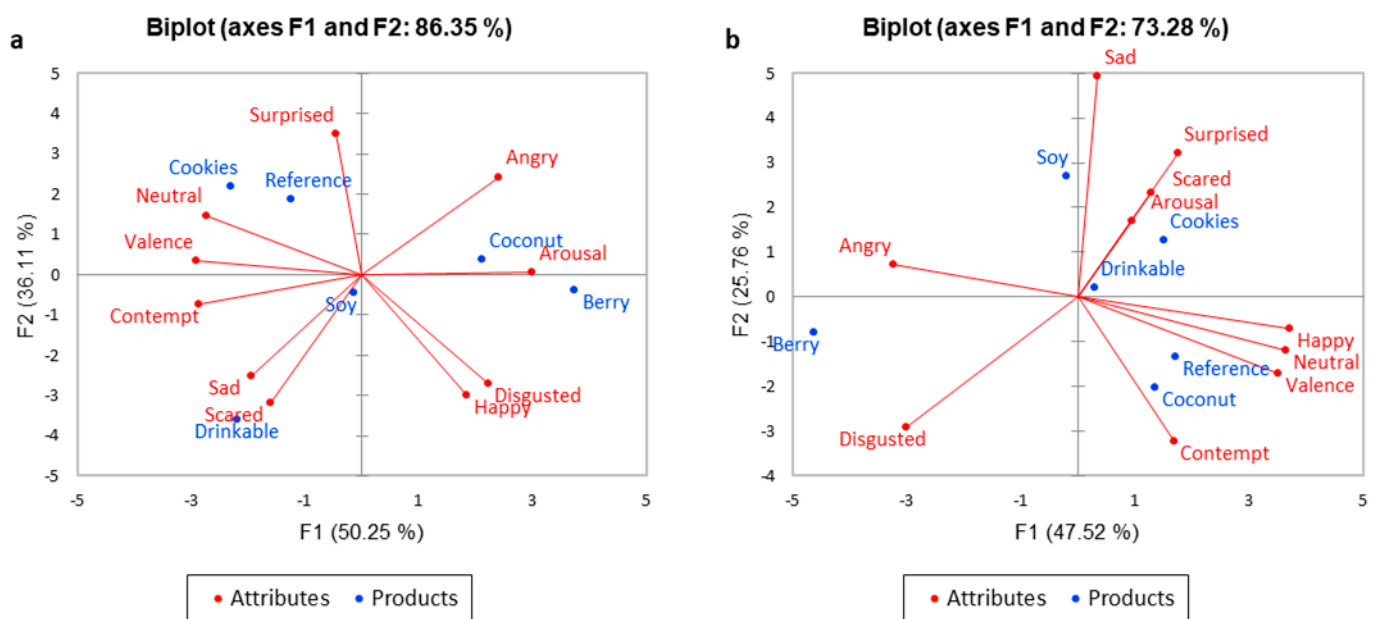 a
Biplot (axes F1 and F2: 86.35 %)
5
4
3
2
1
0
-1
-2
-3
-4
-5
F2 (36.11 %)
Surprised
Angry
Cookies
Reference
Neutral
Valence
Coconut
Arousal
Contempt
Soy
Berry
Sad
Scared
Drinkable
Disgusted
Happy
-5
-3
-1
1
3
5
F1 (50.25 %)
Attributes
Products
b
Biplot (axes F1 and F2: 73.28 %)
5
4
3
2
1
0
-1
-2
-3
-4
F2 (25.76 %)
Sad
Surprised
Soy
Scared
Arousal
Cookies
Angry
Drinkable
Berry
Happy
Neutral
Reference
Valence
Coconut
Disgusted
Contempt
-5
-3
-1
1
3
5
F1 (47.52 %)
Attributes
Products